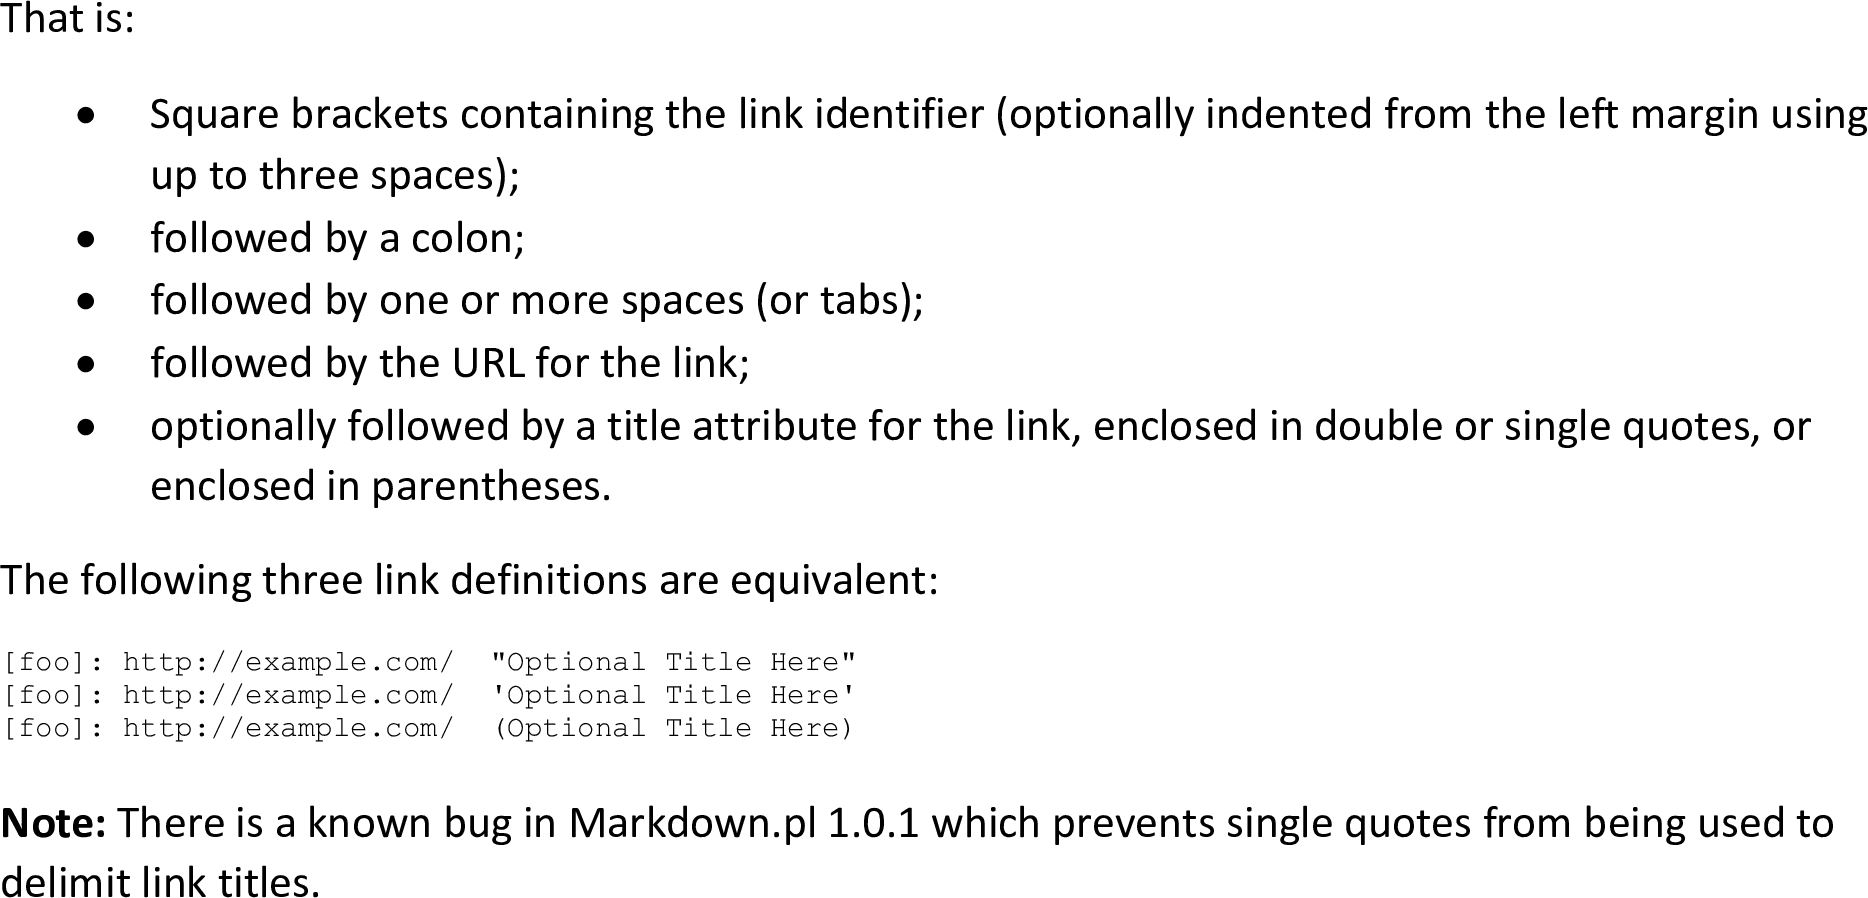 That is:
• Square brackets containing the link identifier (optionally indented from the left margin using
up to three spaces);
• followed by a colon;
• followed by one or more spaces (or tabs);
• followed by the URL for the link;
• optionally followed by a title attribute for the link, enclosed in double or single quotes, or
enclosed in parentheses.
The following three link definitions are equivalent:
[foo]: http://example.com/  "Optional Title Here"
[foo]: http://example.com/  'Optional Title Here'
[foo]: http://example.com/  (Optional Title Here)
Note: There is a known bug in Markdown.pl 1.0.1 which prevents single quotes from being used to
delimit link titles.